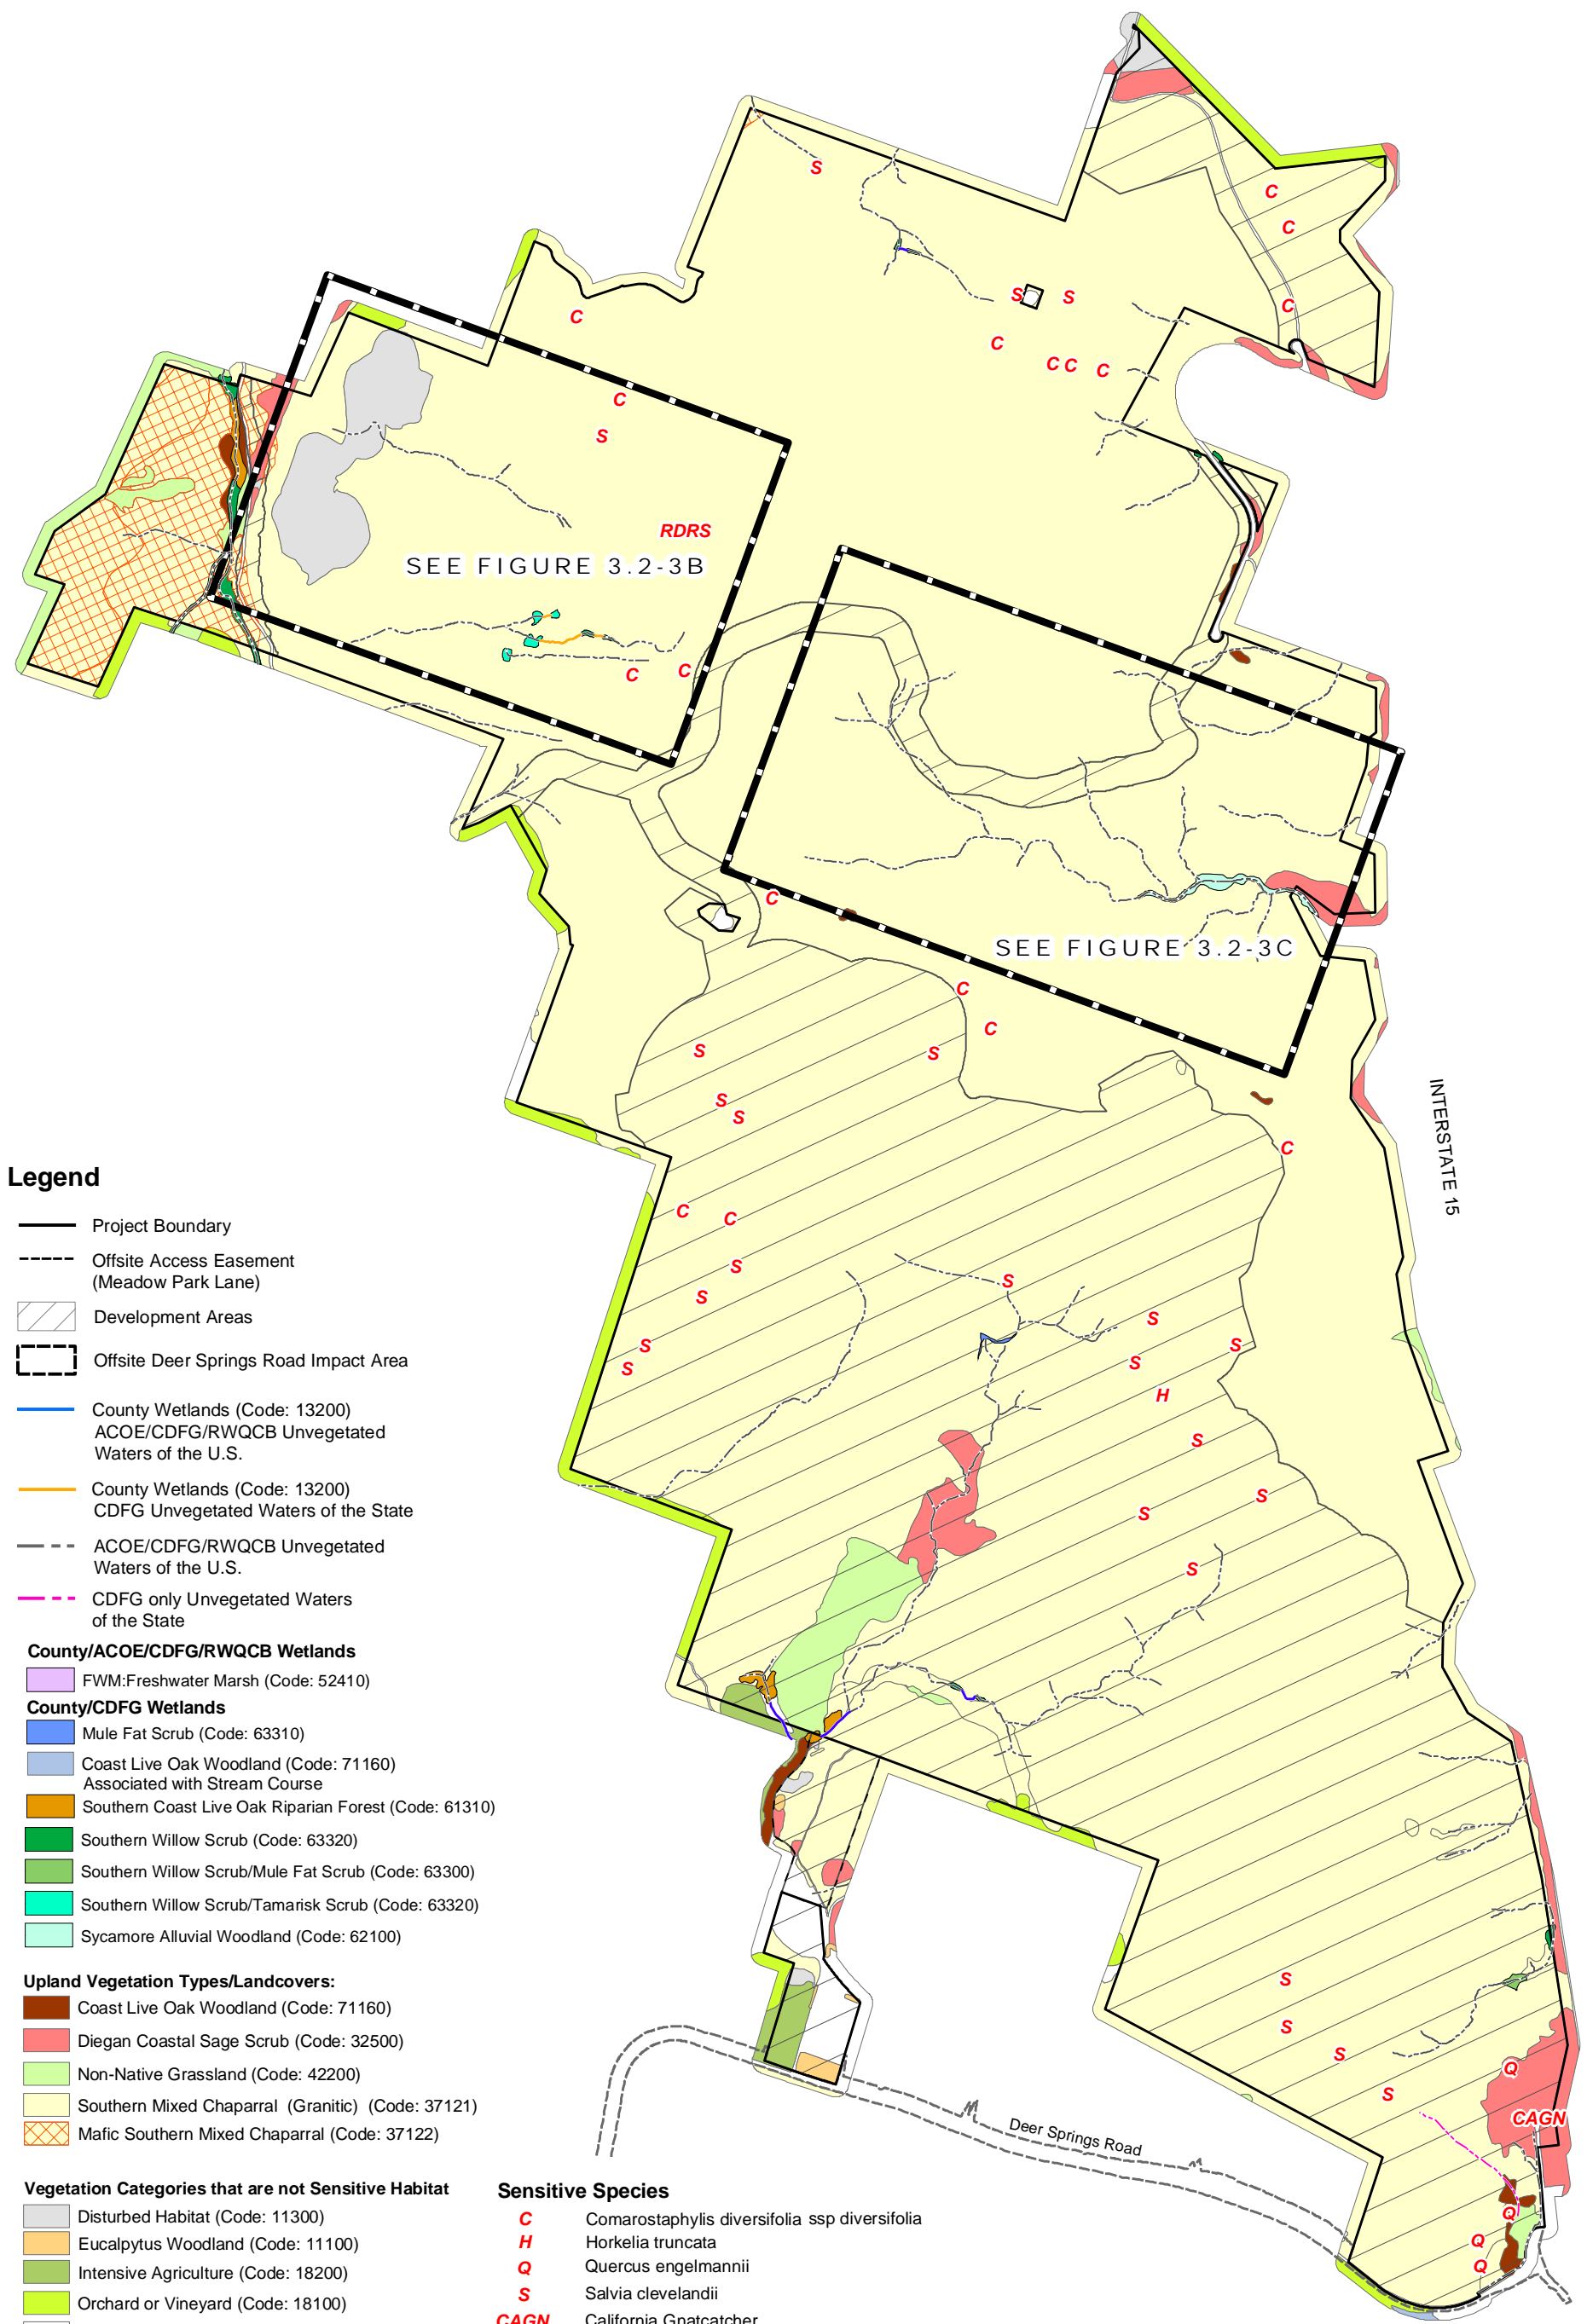 S
C
C
S
S
C
C
C
C
C
C
C
S
RDRS
SEE FIGURE 3.2-3B
C
C
C
SEE FIGURE 3.2-3C
C
C
S
S
S
S
INTERSTATE 15
C
C
C
S
S
S
S
S
S
S
S
H
S
S
S
S
S
S
S
S
Q
CAGN
Q
Q
Q
Deer Springs Road
Legend
Project Boundary
Offsite Access Easement
(Meadow Park Lane)
Development Areas
Offsite Deer Springs Road Impact Area
County Wetlands (Code: 13200)
ACOE/CDFG/RWQCB Unvegetated
Waters of the U.S.
County Wetlands (Code: 13200)
CDFG Unvegetated Waters of the State
ACOE/CDFG/RWQCB Unvegetated
Waters of the U.S.
CDFG only Unvegetated Waters
of the State
County/ACOE/CDFG/RWQCB Wetlands
FWM:Freshwater Marsh (Code: 52410)
County/CDFG Wetlands
Mule Fat Scrub (Code: 63310)
Coast Live Oak Woodland (Code: 71160)
Associated with Stream Course
Southern Coast Live Oak Riparian Forest (Code: 61310)
Southern Willow Scrub (Code: 63320)
Southern Willow Scrub/Mule Fat Scrub (Code: 63300)
Southern Willow Scrub/Tamarisk Scrub (Code: 63320)
Sycamore Alluvial Woodland (Code: 62100)
Upland Vegetation Types/Landcovers:
Coast Live Oak Woodland (Code: 71160)
Diegan Coastal Sage Scrub (Code: 32500)
Non-Native Grassland (Code: 42200)
Southern Mixed Chaparral (Granitic) (Code: 37121)
Mafic Southern Mixed Chaparral (Code: 37122)
Vegetation Categories that are not Sensitive Habitat
Disturbed Habitat (Code: 11300)
Eucalpytus Woodland (Code: 11100)
Intensive Agriculture (Code: 18200)
Orchard or Vineyard (Code: 18100)
Sensitive Species
C Comarostaphylis diversifolia ssp diversifolia
H Horkelia truncata
Q Quercus engelmannii
S Salvia clevelandii
CAGN California Gnatcatcher